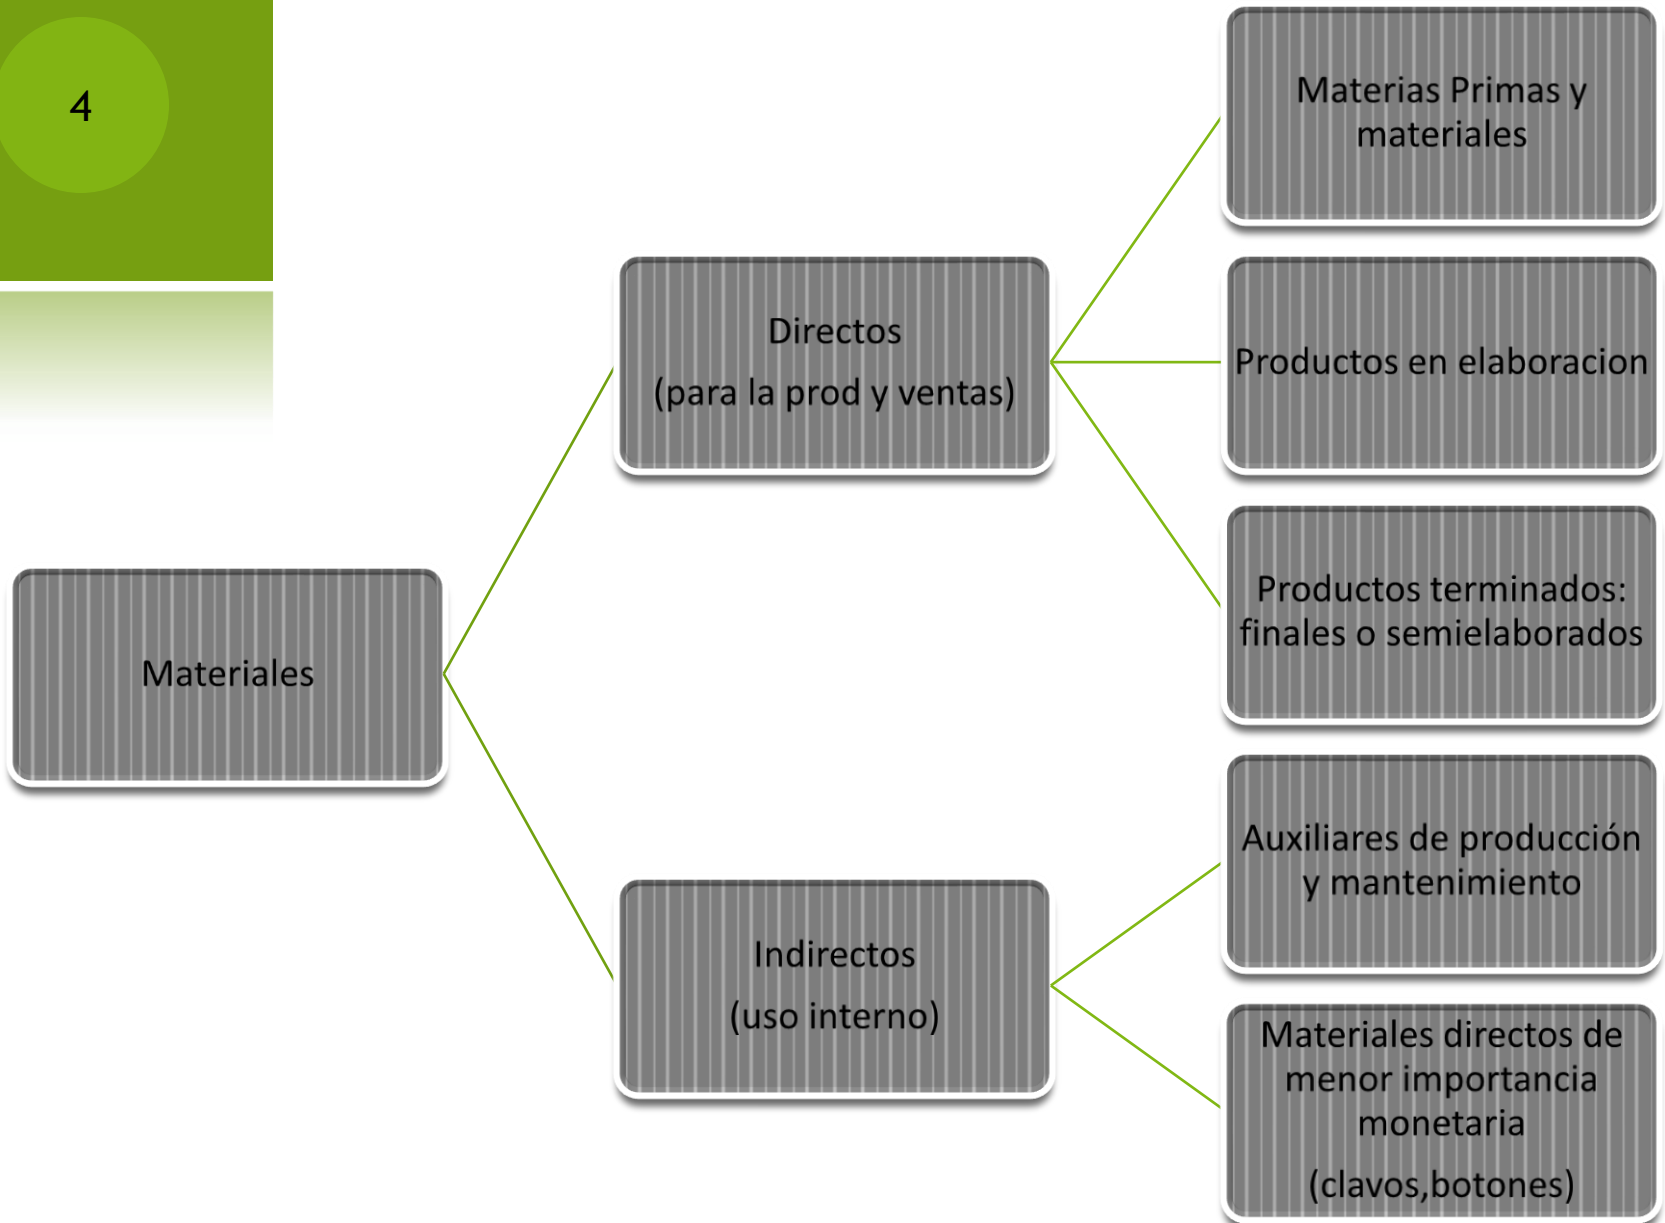 4
Materiales
Directos
(para la prod y ventas)
Materias Primas y
materiales
Productos en elaboracion
Productos terminados:
finales o semielaborados
Indirectos
(uso interno)
Auxiliares de producción
y mantenimiento
Materiales directos de
menor importancia
monetaria
(clavos,botones)